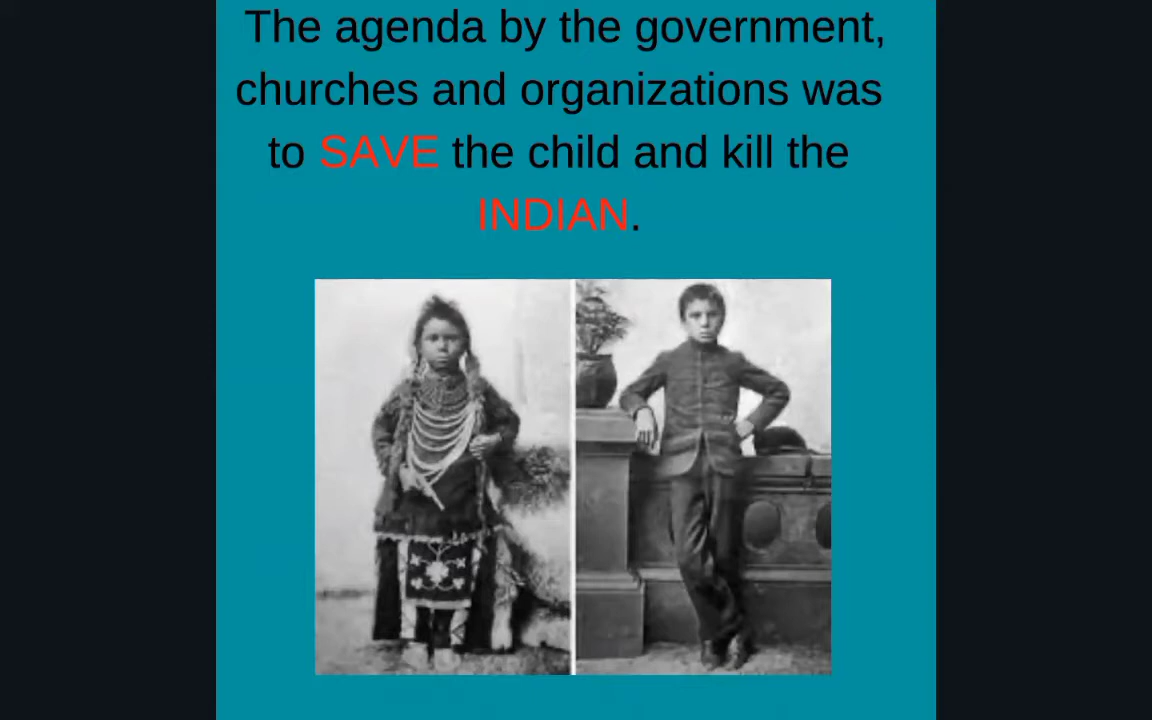 The agenda by the government,
churches and organizations was
to SAVE the child and kill the
INDIAN.